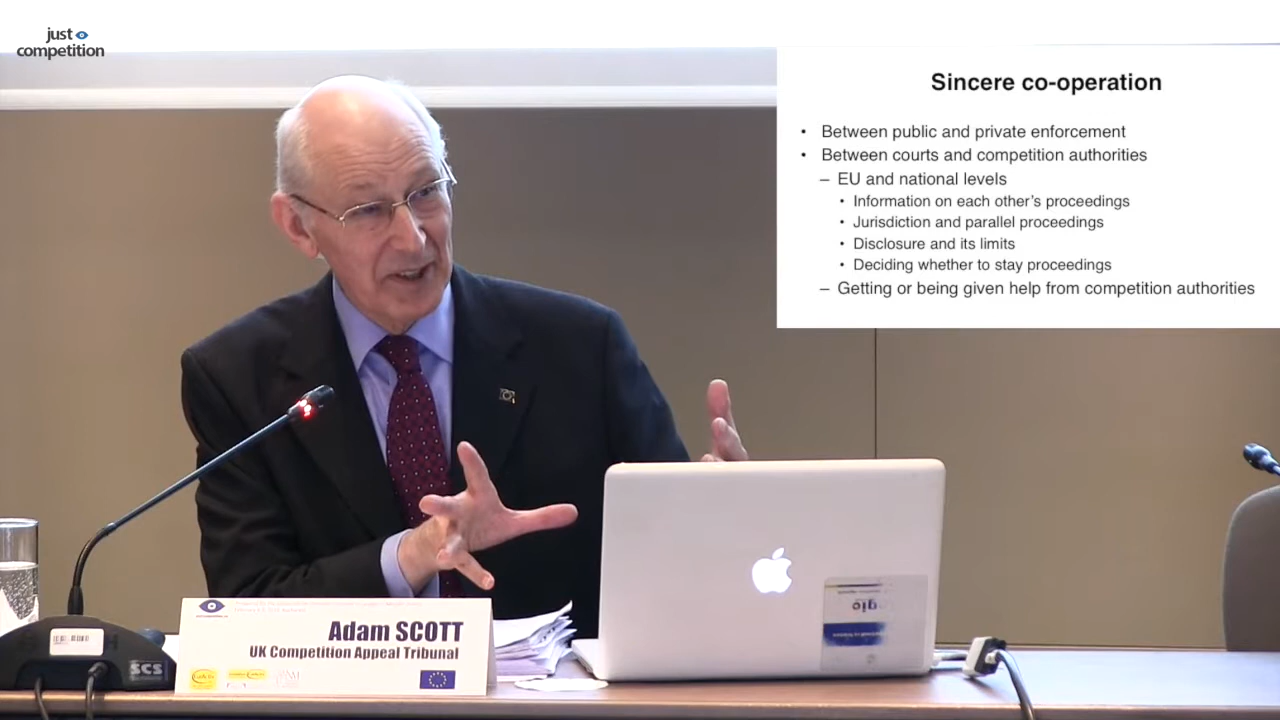 just
competition
Sincere co-operation
• Between public and private enforcement
• Between courts and competition authorities
– EU and national levels
• Information on each other's proceedings
• Jurisdiction and parallel proceedings
• Disclosure and its limits
• Deciding whether to stay proceedings
– Getting or being given help from competition authorities
Adam SCOTT
UK Competition Appeal Tribunal
SCS